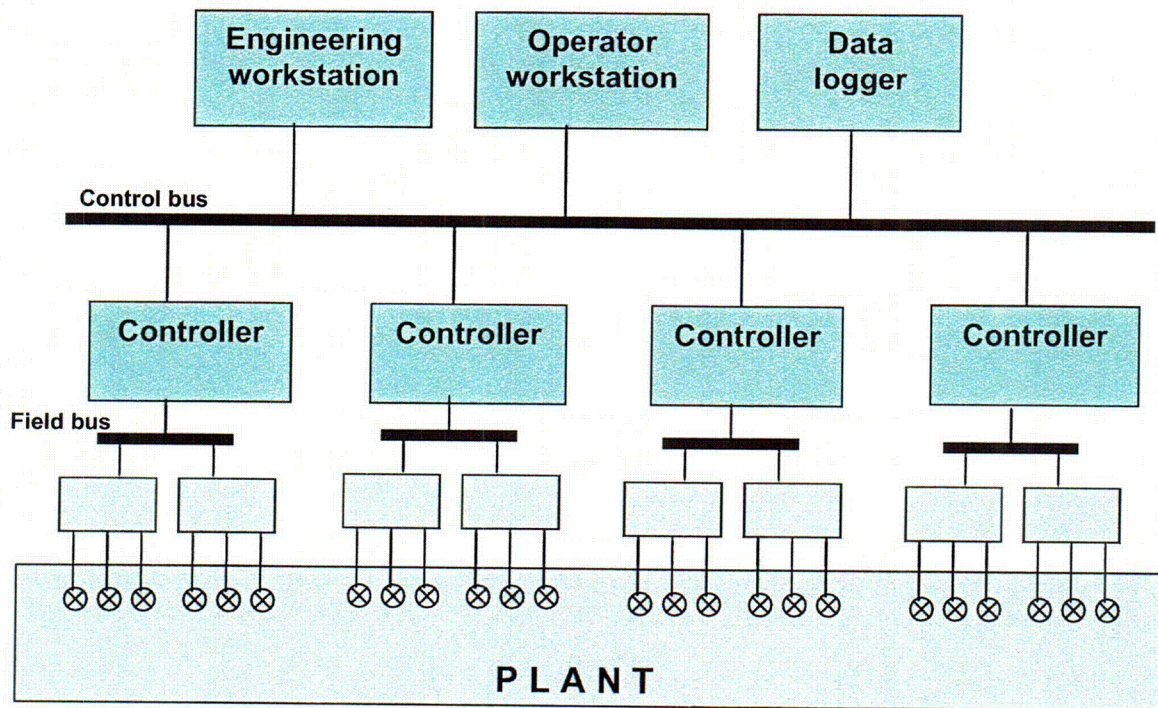 Engineering
workstation
Operator
workstation
Data
logger
Control bus
Controller
Controller
Controller
Controller
Field bus
PLANT